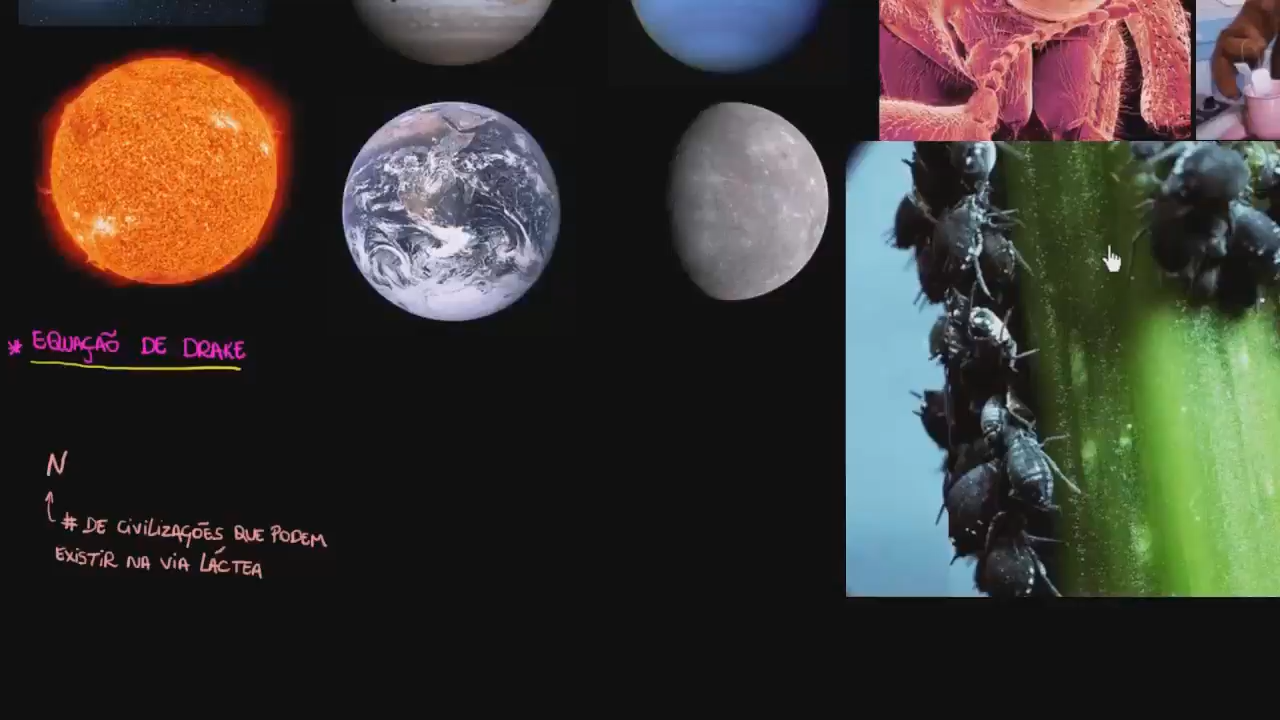 * EQUAÇÃO DE DRAKE
N
# DE CIVILIZAÇÕES QUE PODEM
EXISTIR NA VIA LÁCTEA